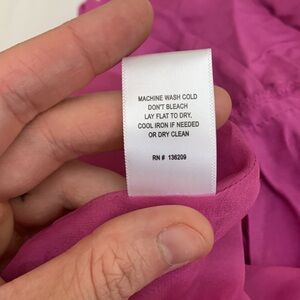 MACHINE WASH COLD
DON'T BLEACH
LAY FLAT TO DRY,
COOL IRON IF NEEDED
OR DRY CLEAN
RN # 136209